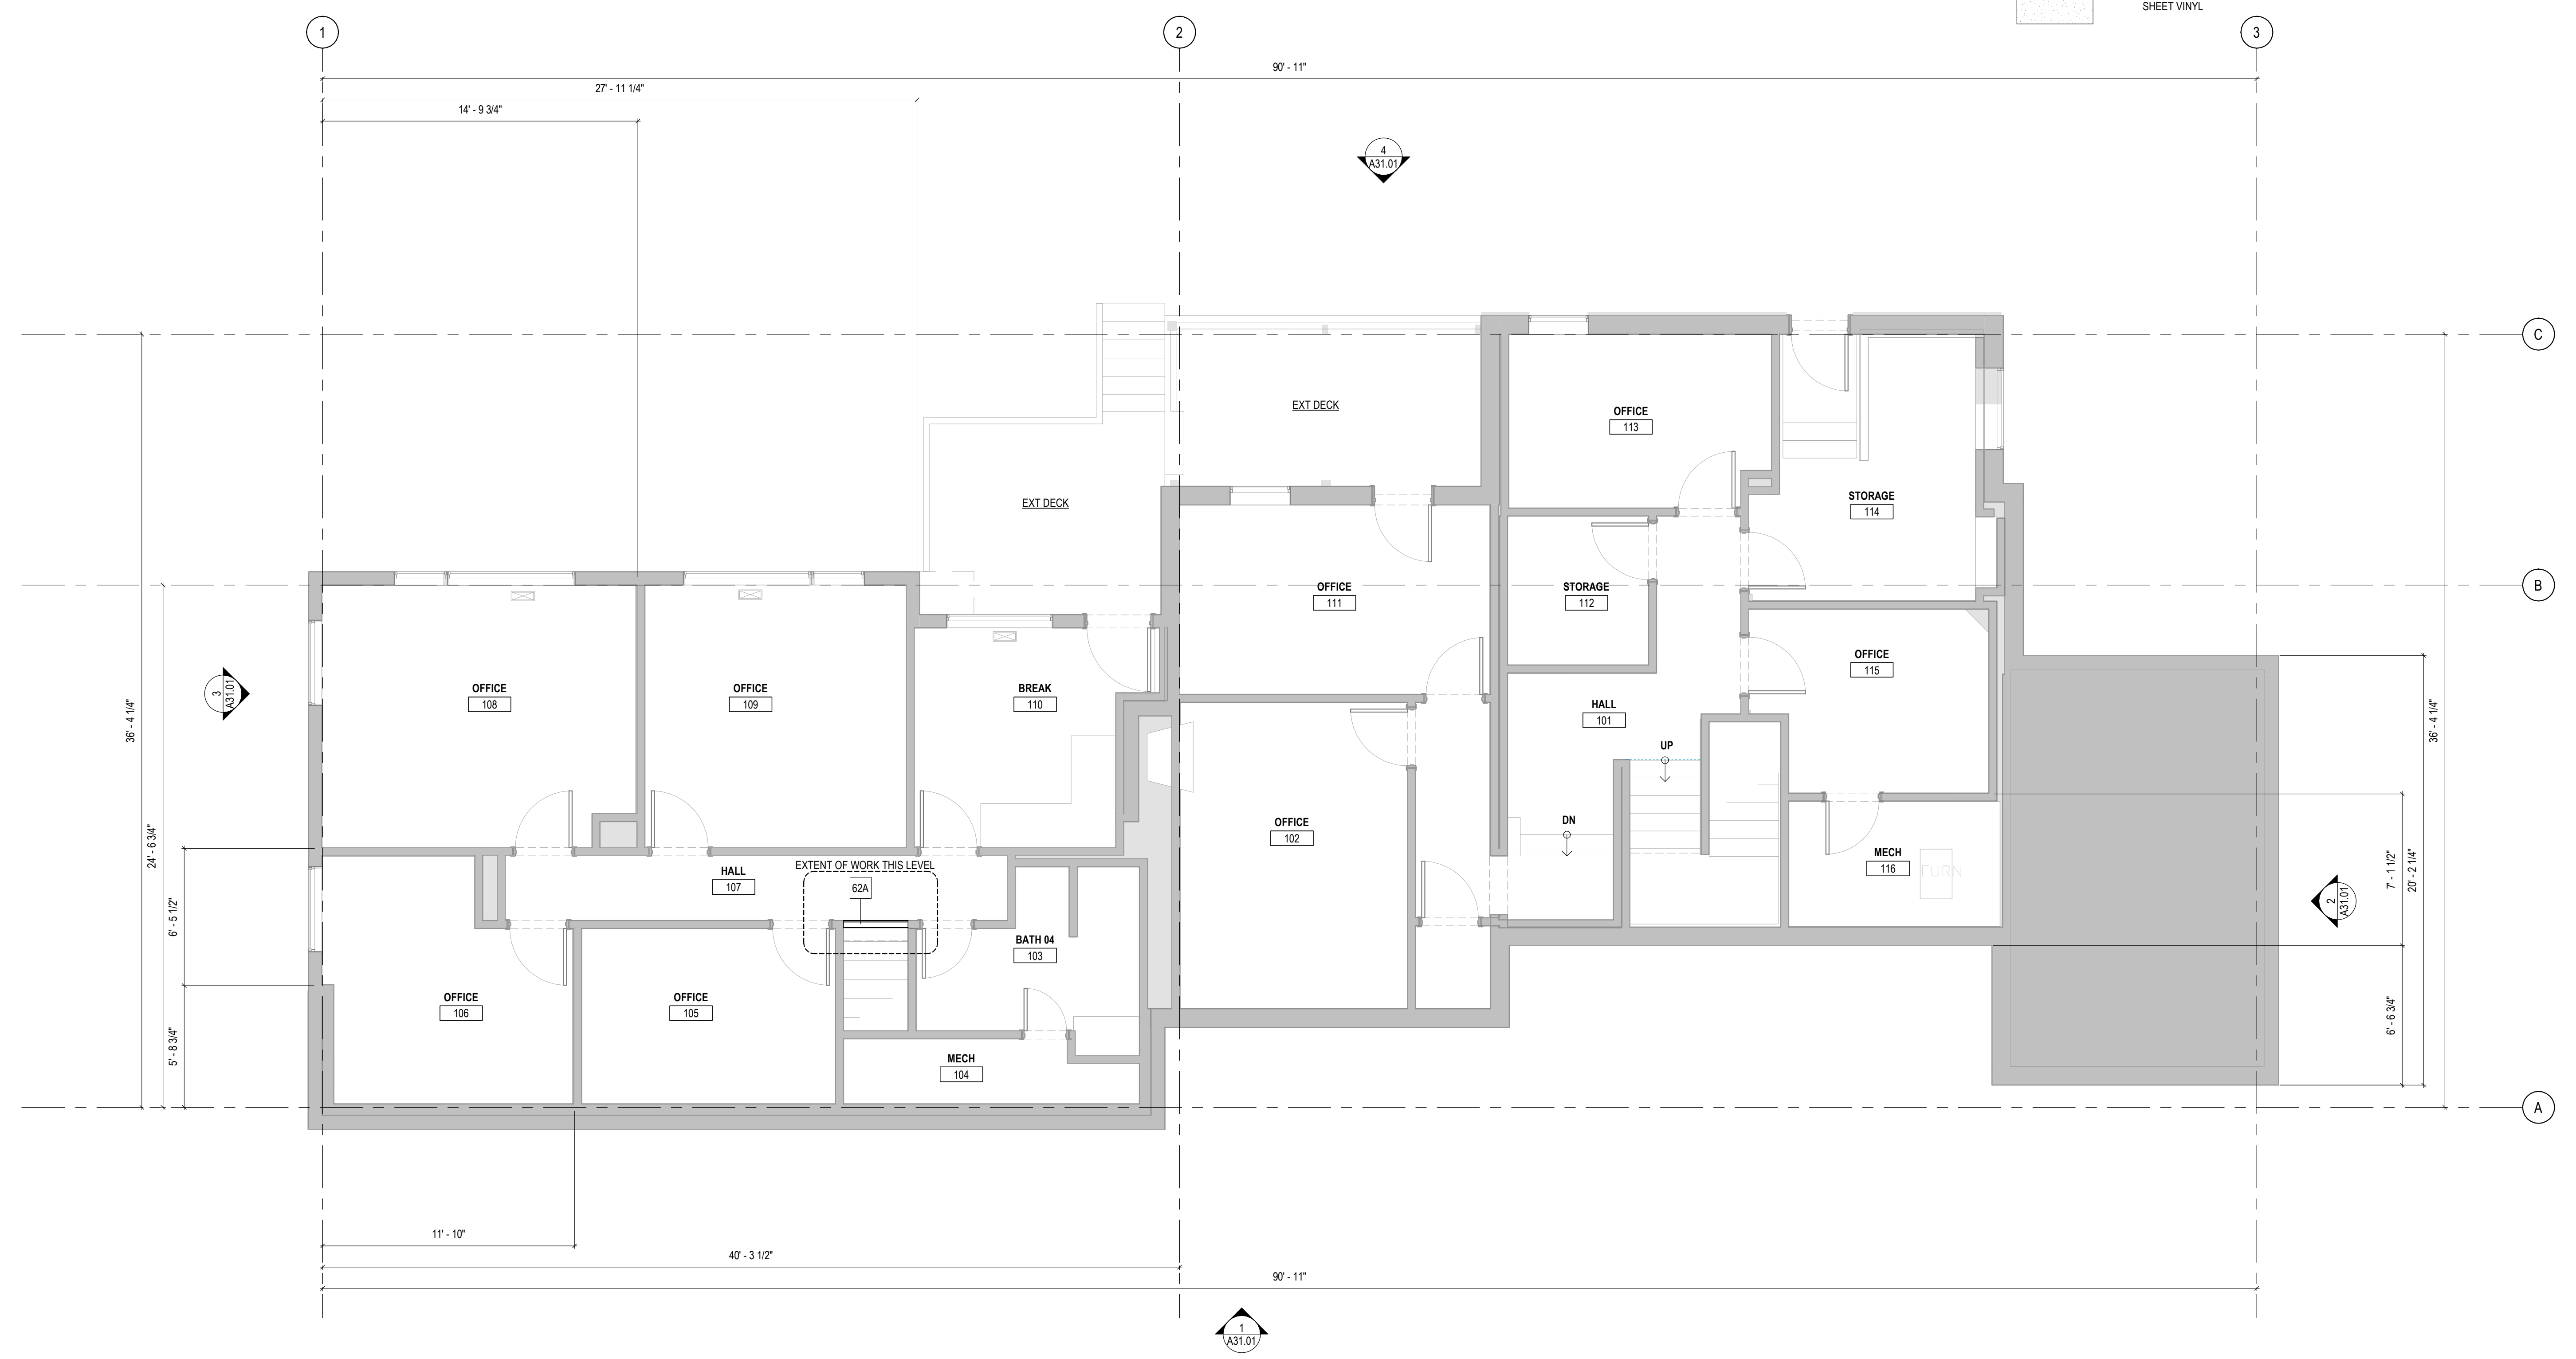 SHEET VINYL
1
2
3
90' - 11"
27' - 11 1/4"
14' - 9 3/4"
4
A31.01
C
EXT DECK
OFFICE
113
EXT DECK
STORAGE
114
B
OFFICE
111
STORAGE
112
OFFICE
115
OFFICE
108
OFFICE
109
BREAK
110
3
A31.01
HALL
101
36' - 4 1/4"
36' - 4 1/4"
UP
DN
OFFICE
102
24' - 6 3/4"
MECH
116
FURN
7' - 1 1/2"
20' - 2 1/4"
EXTENT OF WORK THIS LEVEL
HALL
107
62A
2
A31.01
6' - 5 1/2"
BATH 04
103
OFFICE
106
OFFICE
105
5' - 8 3/4"
6' - 6 3/4"
MECH
104
A
11' - 10"
40' - 3 1/2"
90' - 11"
1
A31.01